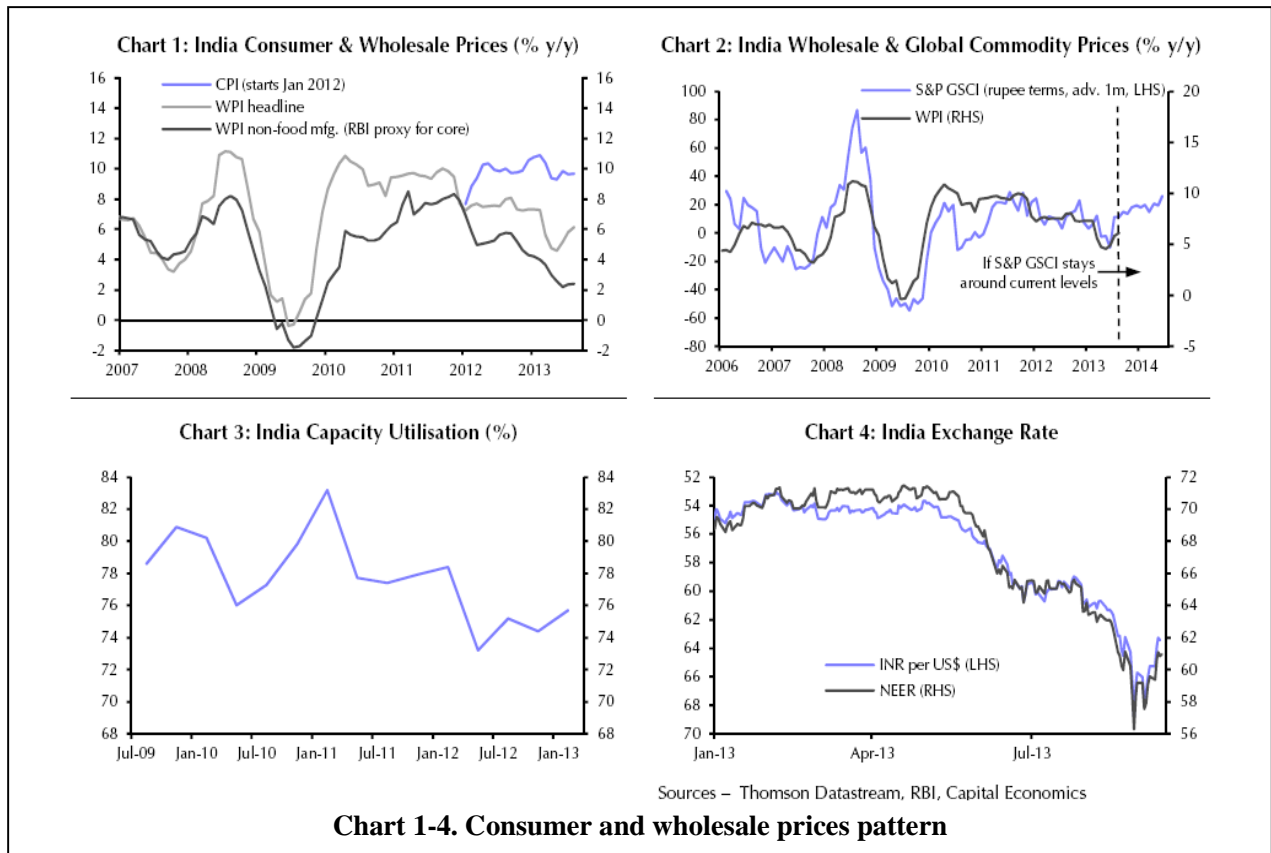 Chart 1: India Consumer & Wholesale Prices (% y/y)
16 16
CPI (starts Jan 2012)
14 14
WPI headline
12 12
WPI non-food mfg. (RBI proxy for core)
10 10
8 8
6 6
4 4
2 2
0 0
-2 -2
2007 2008 2009 2010 2011 2012 2013
Chart 2: India Wholesale & Global Commodity Prices (% y/y)
100 20
S&P GSCI (rupee terms, adv. 1m, LHS)
80
WPI (RHS)
15
60
40
10
20
0
5
-20
If S&P GSCI stays
around current levels
-40
0
-60
-80 -5
2006 2007 2008 2009 2010 2011 2012 2013 2014
Chart 3: India Capacity Utilisation (%)
84 84
82 82
80 80
78 78
76 76
74 74
72 72
70 70
68 68
Jul-09 Jan-10 Jul-10 Jan-11 Jul-11 Jan-12 Jul-12 Jan-13
Chart 4: India Exchange Rate
52 72
54 70
56
68
58
66
60
64
62
62
64
INR per US$ (LHS)
60
66
NEER (RHS)
68 58
70 56
Jan-13 Apr-13 Jul-13
Sources – Thomson Datastream, RBI, Capital Economics
Chart 1-4. Consumer and wholesale prices pattern